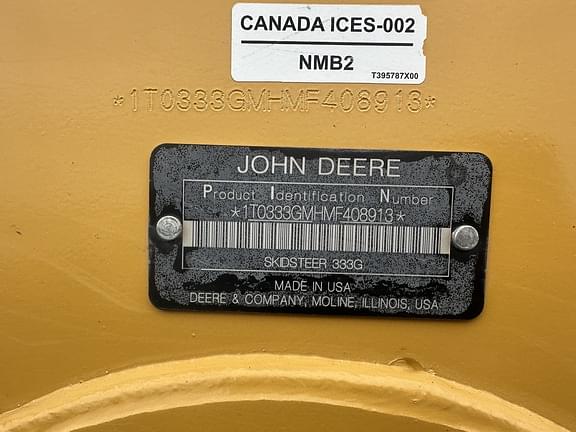 CANADA ICES-002
NMB2
T395787X00
*1T0333GMHMF408913*
JOHN DEERE
Product Identification Number
*1T0333GMHMF408913*
SKIDSTEER 333G
MADE IN USA
DEERE & COMPANY, MOLINE, ILLINOIS, USA